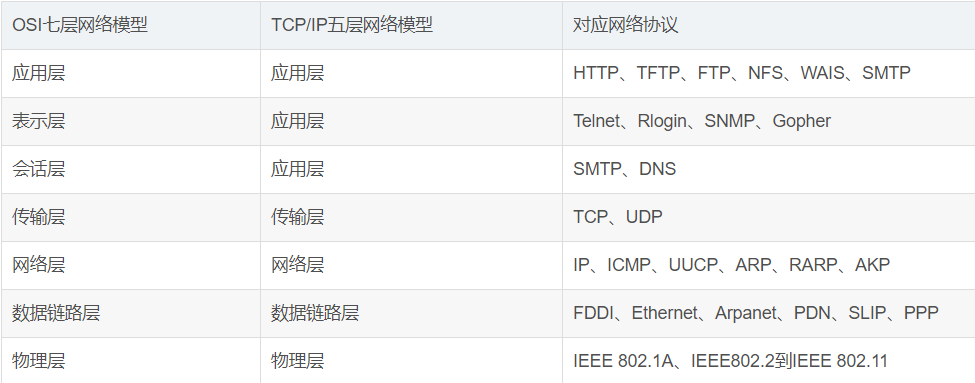 OSI七层网络模型 TCP/IP五层网络模型 对应网络协议
应用层 应用层 HTTP、TFTP、FTP、NFS、WAIS、SMTP
表示层 应用层 Telnet、Rlogin、SNMP、Gopher
会话层 应用层 SMTP、DNS
传输层 传输层 TCP、UDP
网络层 网络层 IP、ICMP、UUCP、ARP、RARP、AKP
数据链路层 数据链路层 FDDI、Ethernet、Arpanet、PDN、SLIP、PPP
物理层 物理层 IEEE 802.1A、IEEE802.2到IEEE 802.11